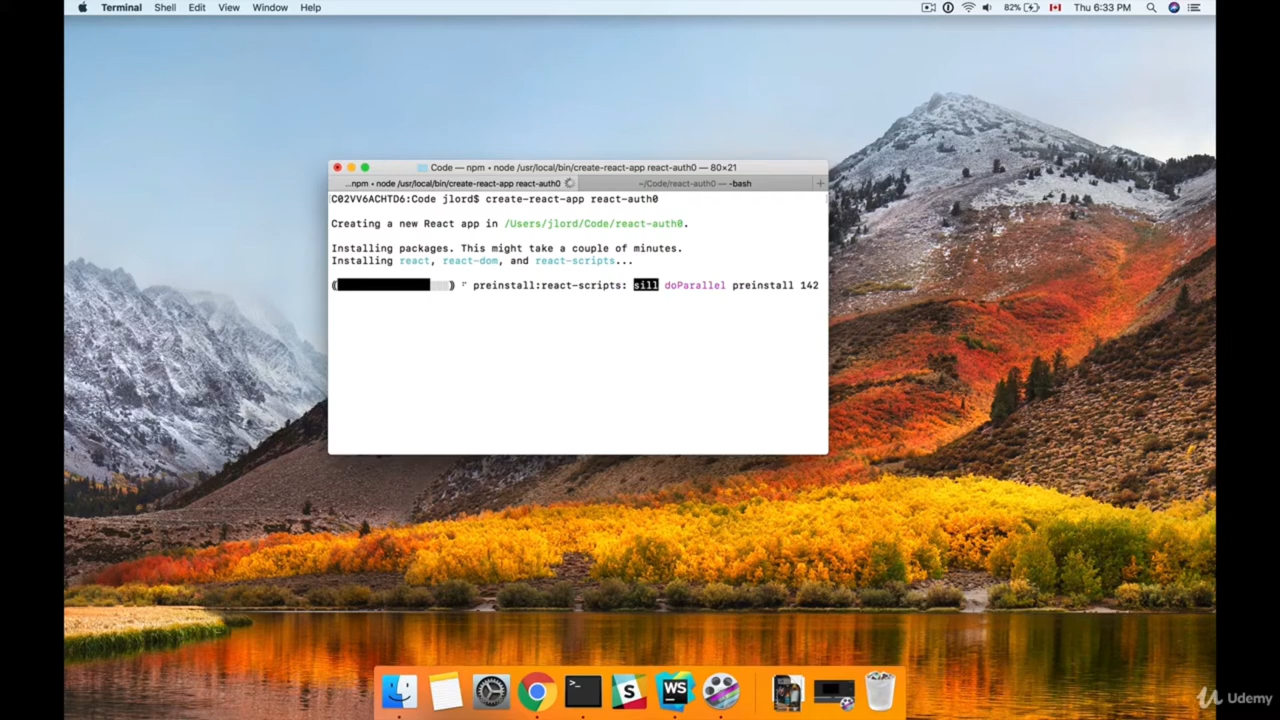 Terminal Shell Edit View Window Help 82% Thu 6:33 PM
Code — npm • node /usr/local/bin/create-react-app react-auth0 — 80×21
...npm • node /usr/local/bin/create-react-app react-auth0 ~/Code/react-auth0 — -bash +
C02VV6ACHTD6:Code jlord$ create-react-app react-auth0
Creating a new React app in /Users/jlord/Code/react-auth0.
Installing packages. This might take a couple of minutes.
Installing react, react-dom, and react-scripts...
preinstall:react-scripts: sill doParallel preinstall 142
>_ S WS
Udemy